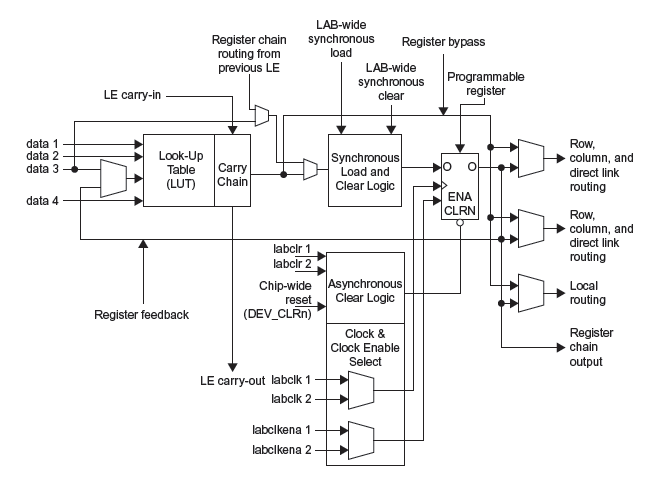 LAB-wide
synchronous
load
Register chain
routing from
previous LE
Register bypass
LAB-wide
synchronous
clear
Programmable
register
LE carry-in
data 1
data 2
data 3
data 4
Look-Up
Table
(LUT)
Carry
Chain
Synchronous
Load and
Clear Logic
O O
ENA
CLRN
Row,
column, and
direct link
routing
Row,
column, and
direct link
routing
Local
routing
Register
chain
output
Register feedback
labclr 1
labclr 2
Chip-wide
reset
(DEV_CLRn)
Asynchronous
Clear Logic
Clock &
Clock Enable
Select
LE carry-out
labclk 1
labclk 2
labclkena 1
labclkena 2